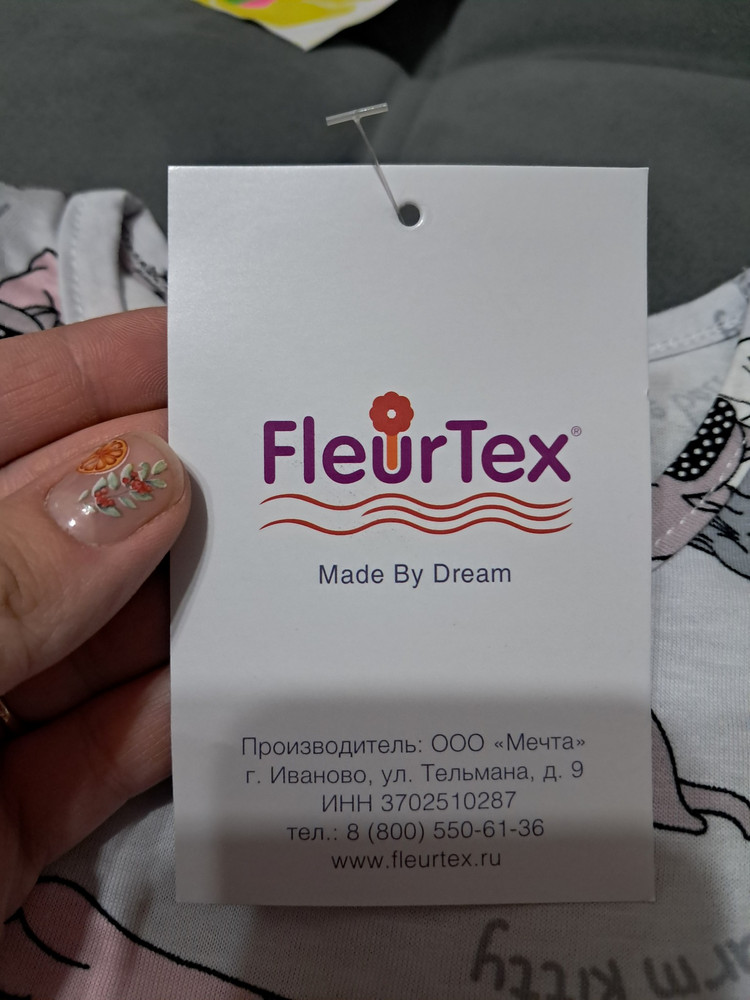 FleurTex®
Made By Dream
Производитель: ООО «Мечта»
г. Иваново, ул. Тельмана, д. 9
ИНН 3702510287
тел.: 8 (800) 550-61-36
www.fleurtex.ru
kitty